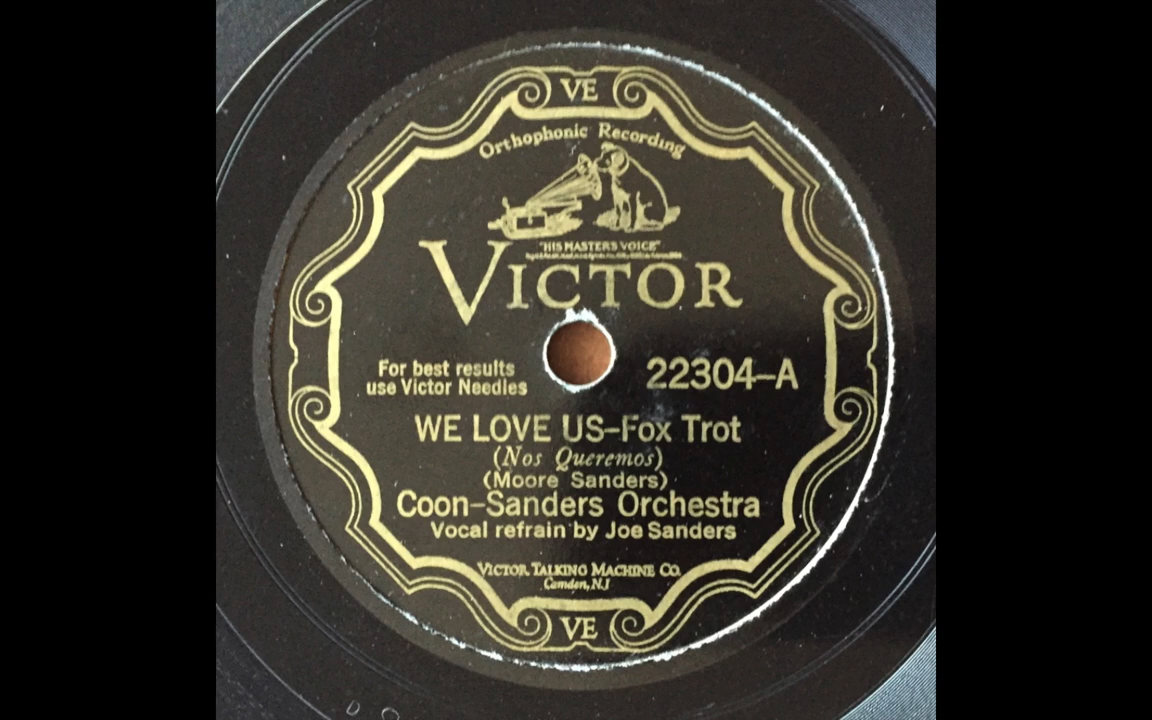 VE
Orthophonic Recording
"HIS MASTER'S VOICE"
VICTOR
For best results
use Victor Needles
22304-A
WE LOVE US-Fox Trot
(Nos Queremos)
(Moore Sanders)
Coon-Sanders Orchestra
Vocal refrain by Joe Sanders
VICTOR TALKING MACHINE CO.
Camden, N.J
VE